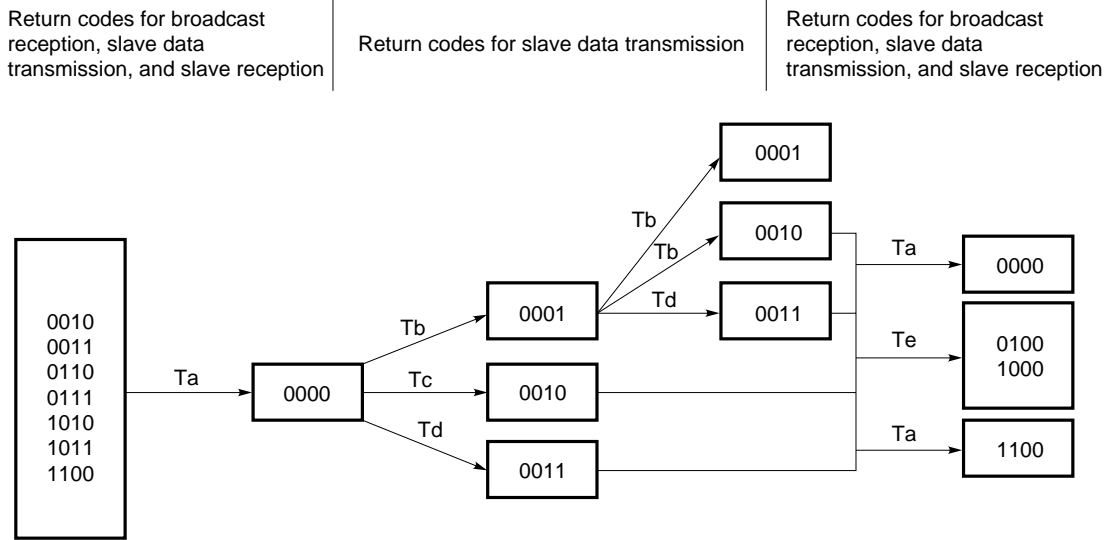 Return codes for broadcast
reception, slave data
transmission, and slave reception
Return codes for slave data transmission
Return codes for broadcast
reception, slave data
transmission, and slave reception
0010
0011
0110
0111
1010
1011
1100
Ta
0000
Tb
Tc
Td
0001
0010
0011
Tb
Tb
Td
0001
0010
0011
Ta
Te
Ta
0000
0100
1000
1100